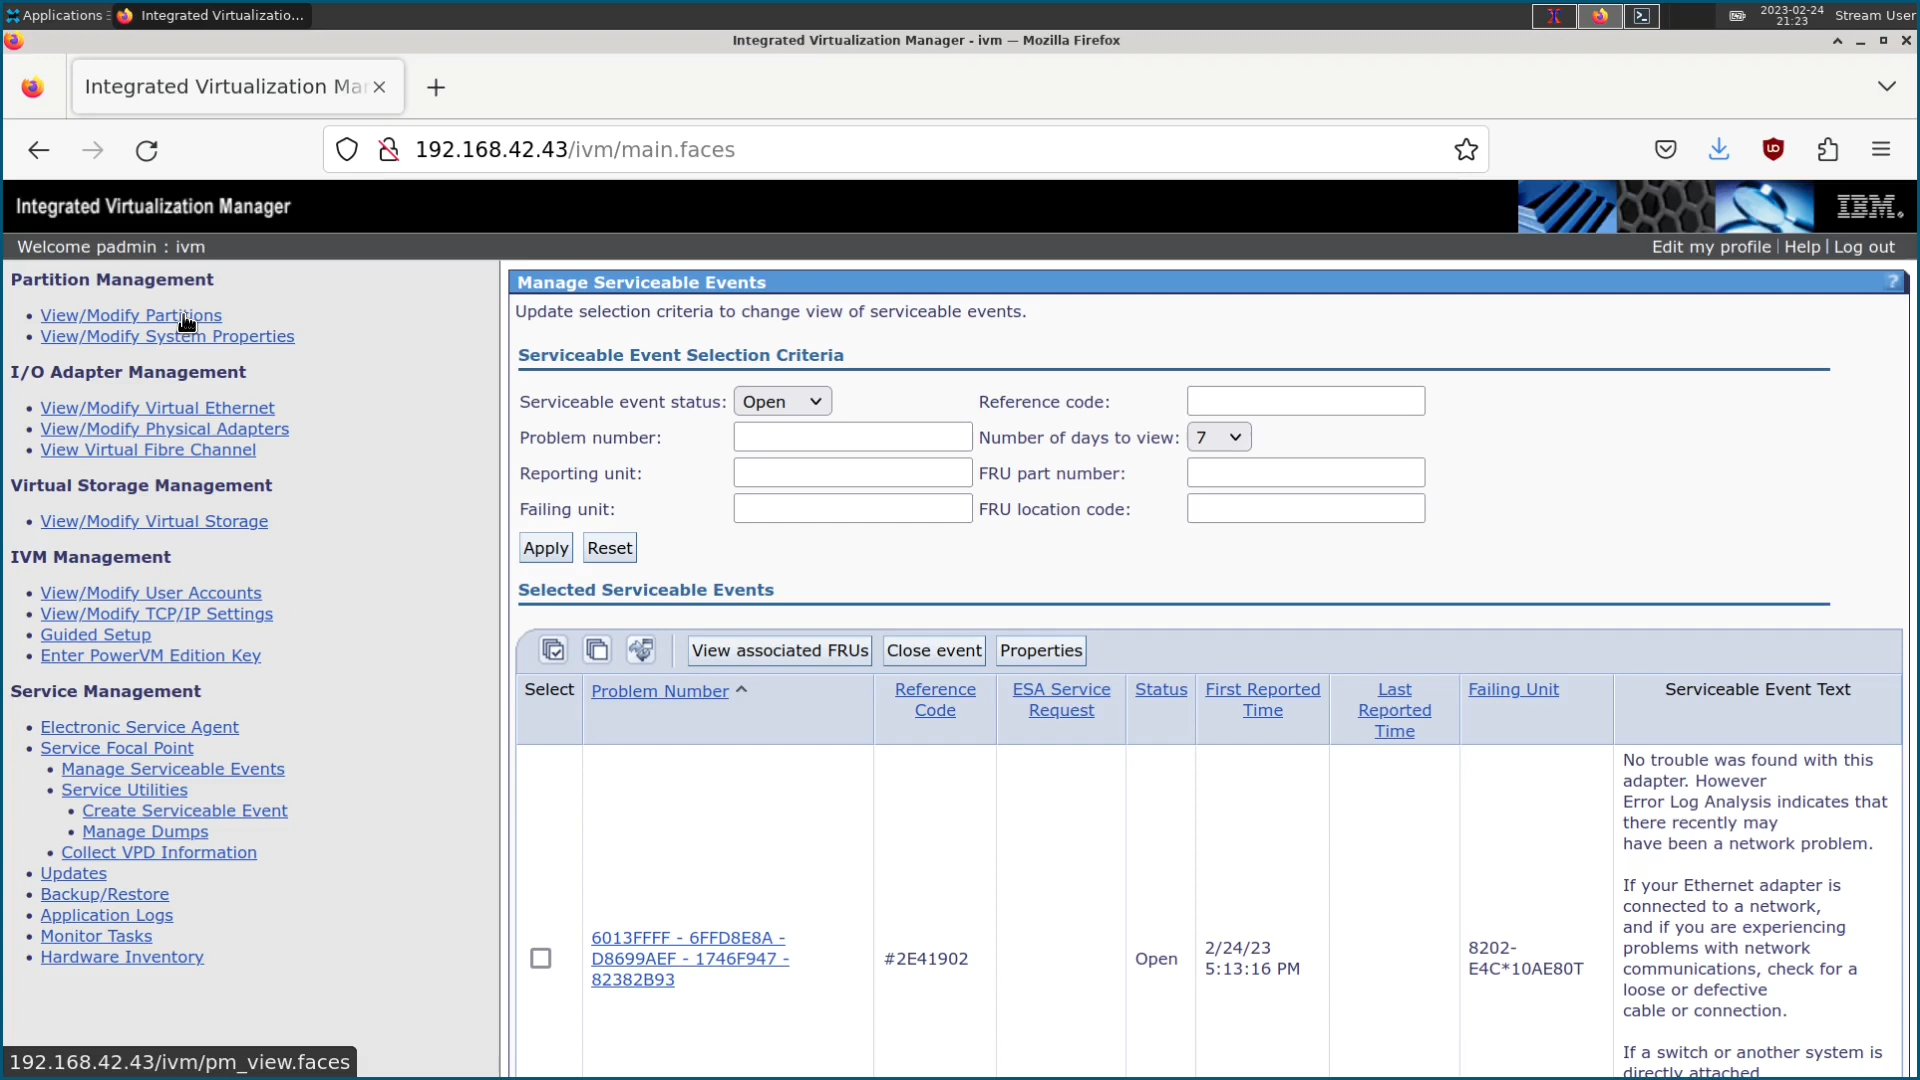 Applications
Integrated Virtualizatio...
2023-02-24
21:23
Stream User
Integrated Virtualization Manager - ivm — Mozilla Firefox
Integrated Virtualization Ma
192.168.42.43/ivm/main.faces
Integrated Virtualization Manager
IBM.
Welcome padmin : ivm
Edit my profile | Help | Log out
Partition Management
View/Modify Partitions
View/Modify System Properties
I/O Adapter Management
View/Modify Virtual Ethernet
View/Modify Physical Adapters
View Virtual Fibre Channel
Virtual Storage Management
View/Modify Virtual Storage
IVM Management
View/Modify User Accounts
View/Modify TCP/IP Settings
Guided Setup
Enter PowerVM Edition Key
Service Management
Electronic Service Agent
Service Focal Point
Manage Serviceable Events
Service Utilities
Create Serviceable Event
Manage Dumps
Collect VPD Information
Updates
Backup/Restore
Application Logs
Monitor Tasks
Hardware Inventory
192.168.42.43/ivm/pm_view.faces
Manage Serviceable Events
?
Update selection criteria to change view of serviceable events.
Serviceable Event Selection Criteria
Serviceable event status: Open Reference code:
Problem number: Number of days to view: 7
Reporting unit: FRU part number:
Failing unit: FRU location code:
Apply Reset
Selected Serviceable Events
View associated FRUs Close event Properties
Select
Problem Number
Reference
Code
ESA Service
Request
Status
First Reported
Time
Last
Reported
Time
Failing Unit
Serviceable Event Text
6013FFFF - 6FFD8E8A -
D8699AEF - 1746F947 -
82382B93
#2E41902
Open
2/24/23
5:13:16 PM
8202-
E4C*10AE80T
No trouble was found with this
adapter. However
Error Log Analysis indicates that
there recently may
have been a network problem.
If your Ethernet adapter is
connected to a network,
and if you are experiencing
problems with network
communications, check for a
loose or defective
cable or connection.
If a switch or another system is
directly attached